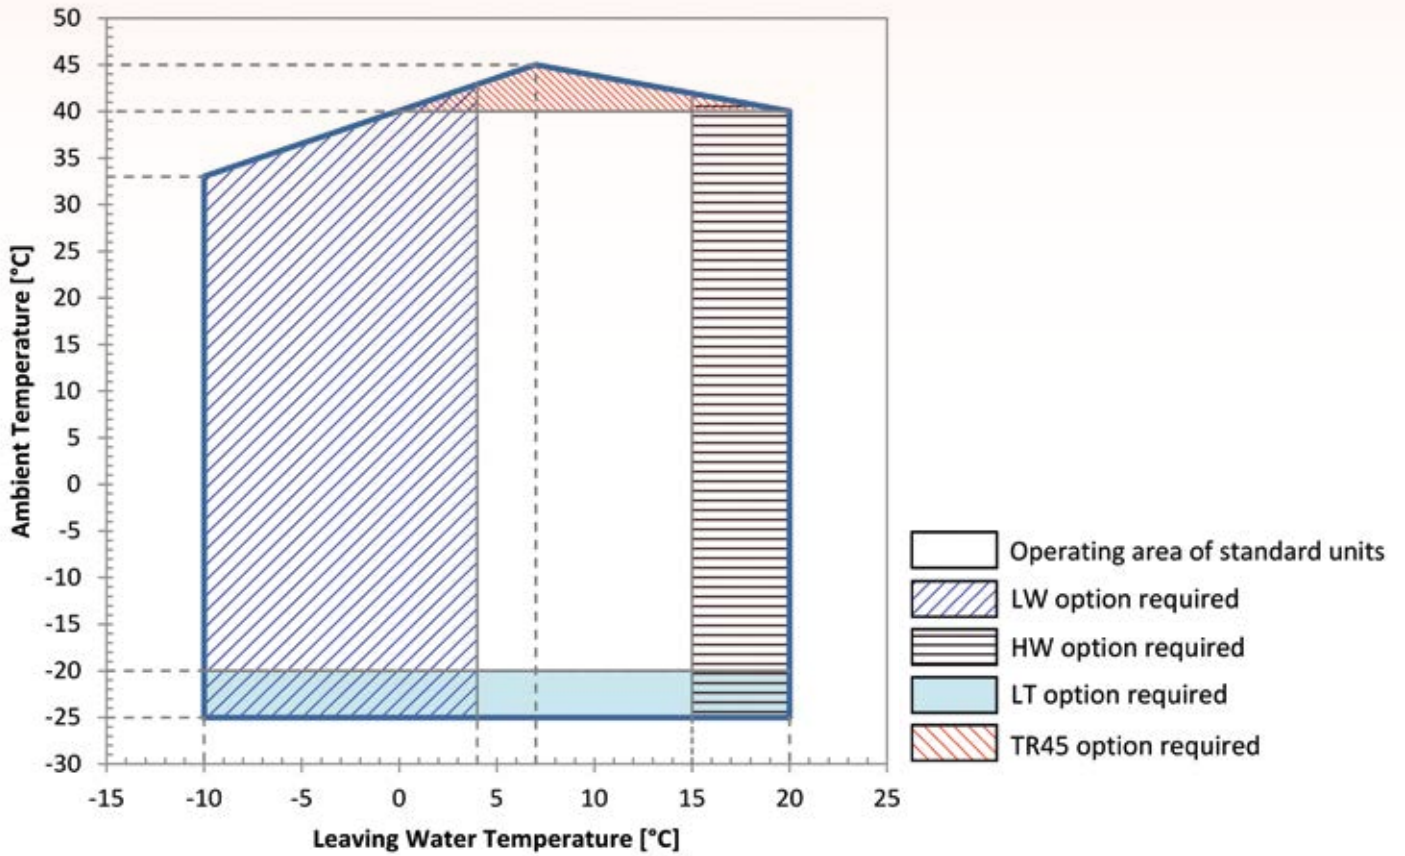 50
45
40
35
30
25
20
15
10
5
0
-5
-10
-15
-20
-25
-30
Ambient Temperature [°C]
-15 -10 -5 0 5 10 15 20 25
Leaving Water Temperature [°C]
Operating area of standard units
LW option required
HW option required
LT option required
TR45 option required